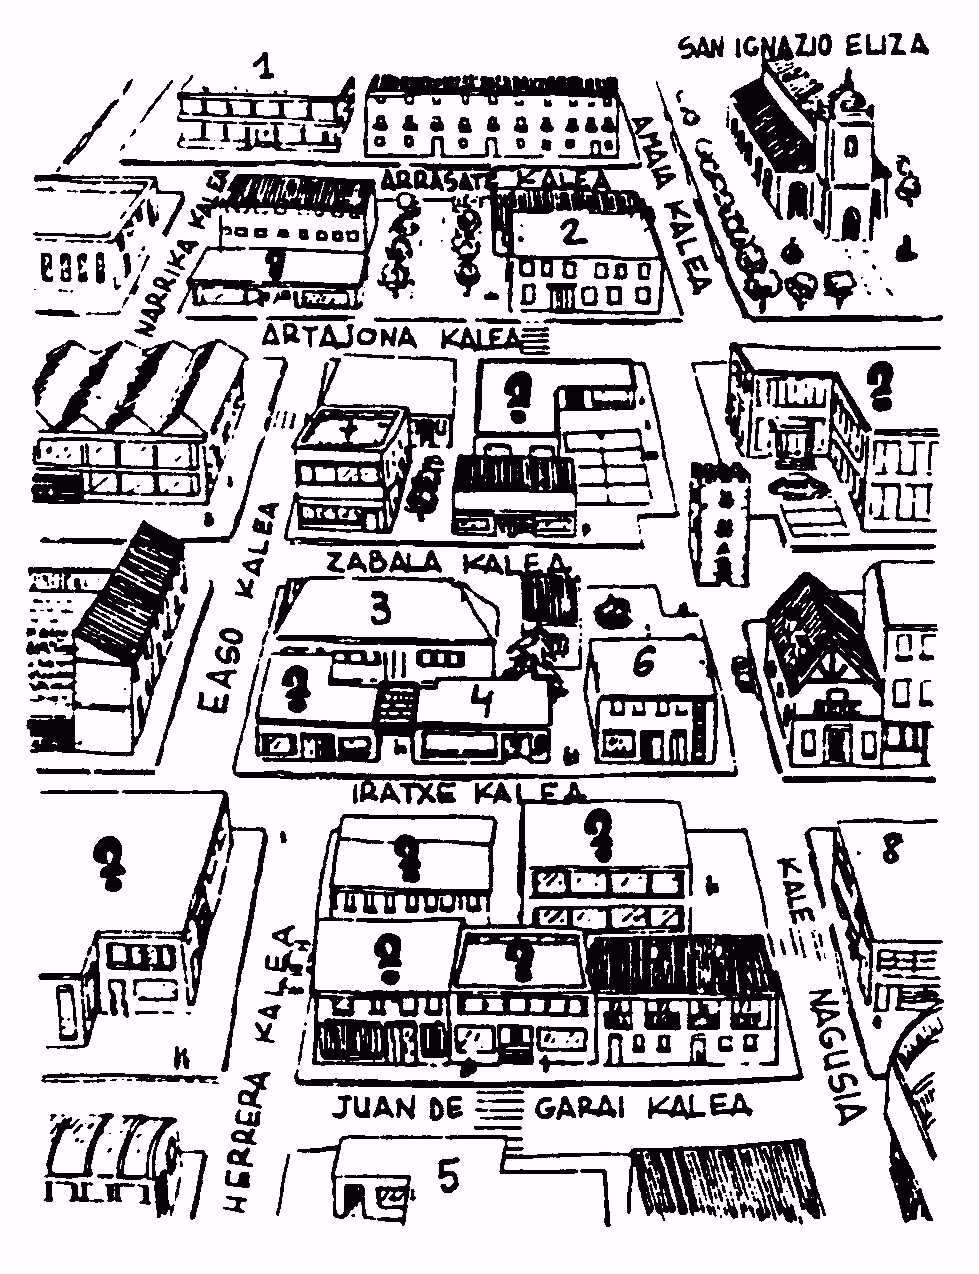 SAN IGNAZIO ELIZA
1
AMAIA KALEA
ARRASATE KALEA
NARRIKA KALEA
2
?
ARTAJONA KALEA
?
?
EASO KALEA
ZABALA KALEA
3
6
?
4
IRATXE KALEA
?
?
?
8
KALE NAGUSIA
?
?
HERRERA KALEA
JUAN DE GARAI KALEA
5